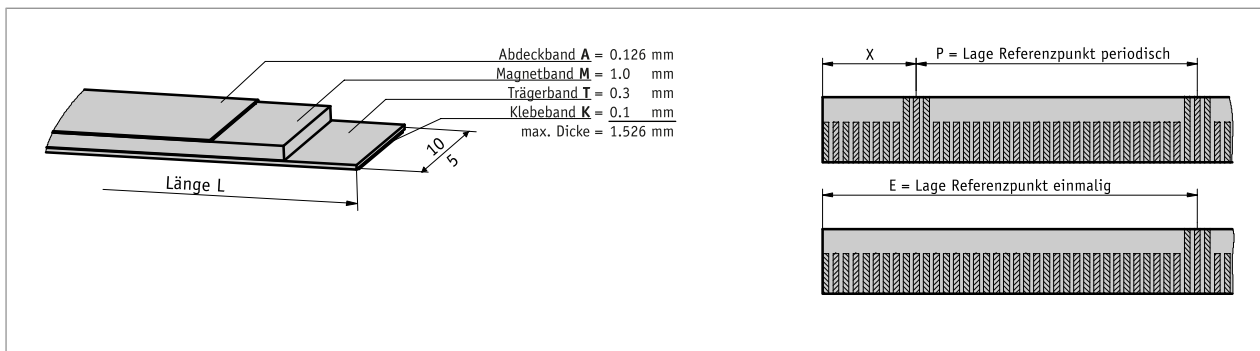 Abdeckband A = 0.126 mm
Magnetband M = 1.0 mm
Trägerband T = 0.3 mm
Klebeband K = 0.1 mm
max. Dicke = 1.526 mm
10
5
Länge L
X
P = Lage Referenzpunkt periodisch
E = Lage Referenzpunkt einmalig